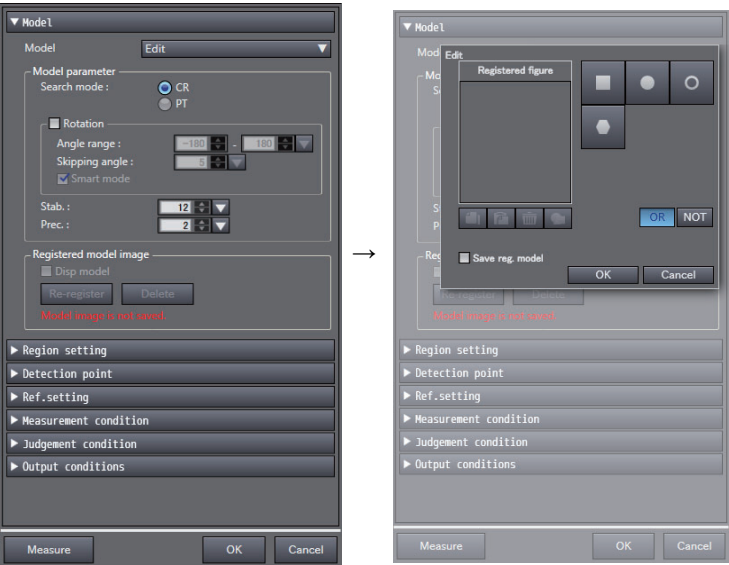 ▼ Model
Model Edit ▼
Model parameter
Search mode : CR
PT
Rotation
Angle range : -180 - 180
Skipping angle : 5
Smart mode
Stab. : 12
Prec. : 2
Registered model image
Disp model
Re-register Delete
Model image is not saved.
▶ Region setting
▶ Detection point
▶ Ref.setting
▶ Measurement condition
▶ Judgement condition
▶ Output conditions
Measure OK Cancel
→
▼ Model
Edit
Registered figure
OR NOT
Save reg. model
OK Cancel
Re-register Delete
Model image is not saved.
▶ Region setting
▶ Detection point
▶ Ref.setting
▶ Measurement condition
▶ Judgement condition
▶ Output conditions
Measure OK Cancel